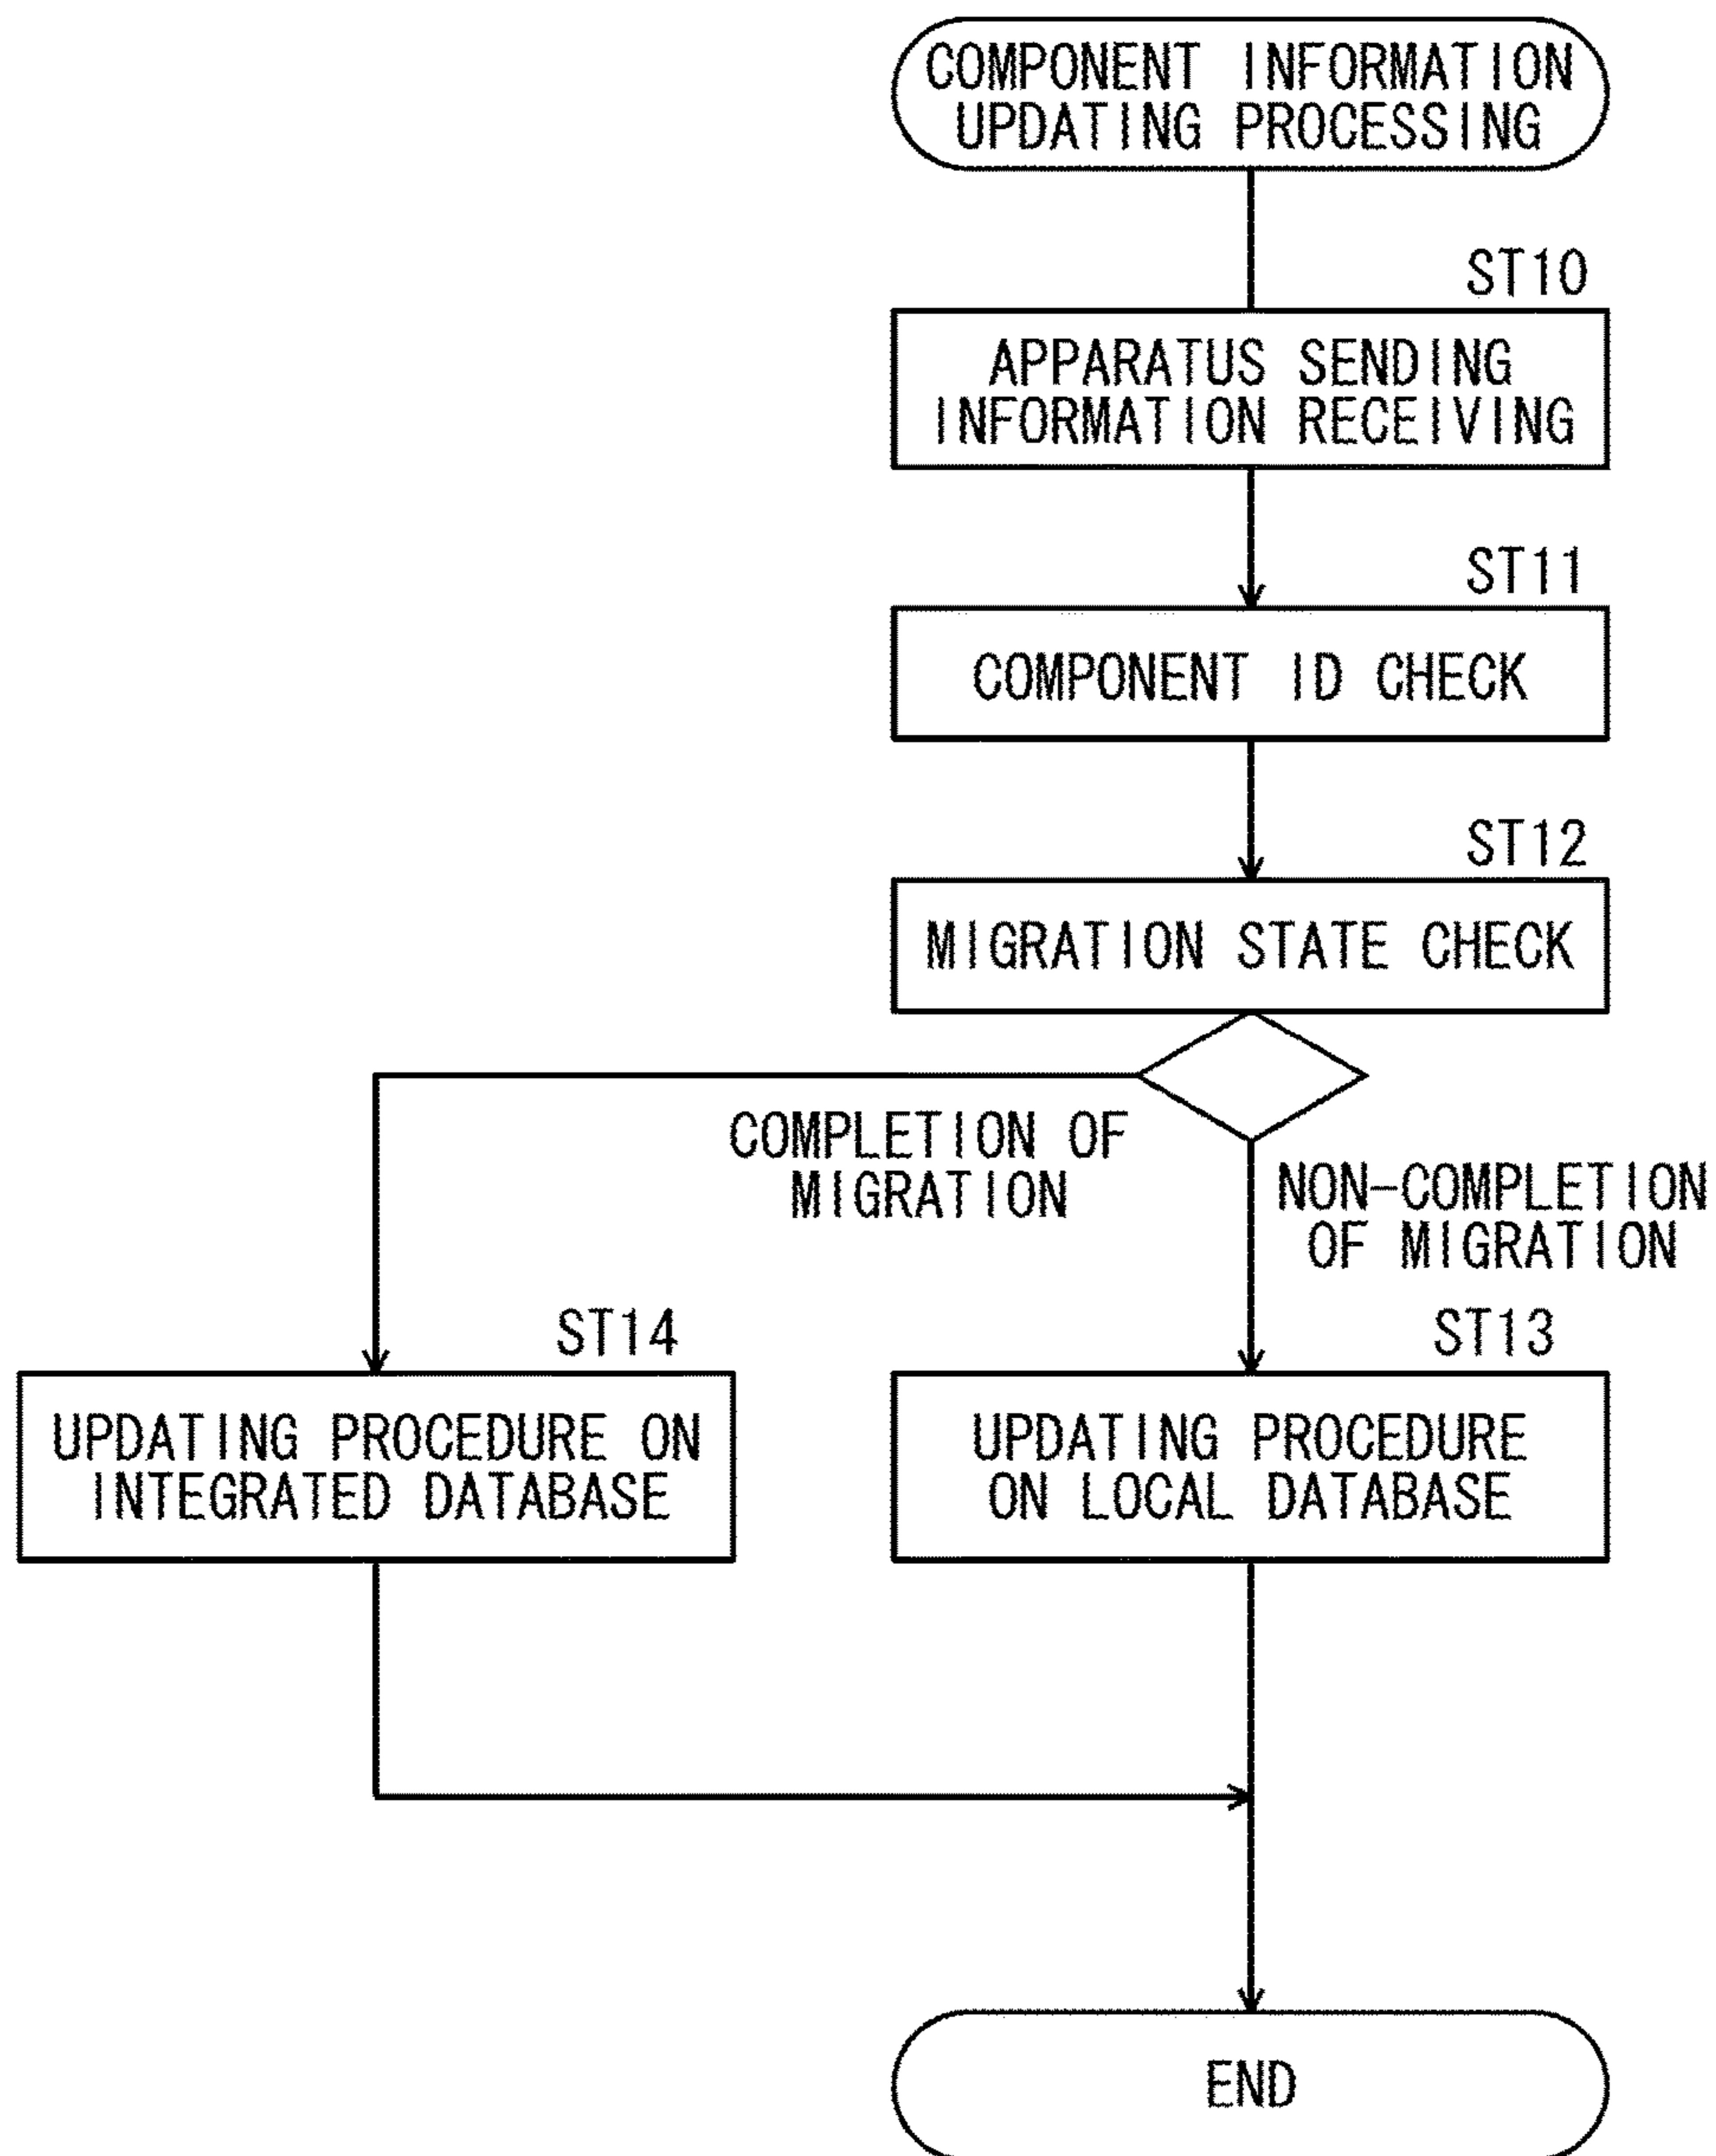 COMPONENT INFORMATION
UPDATING PROCESSING
ST10
APPARATUS SENDING
INFORMATION RECEIVING
ST11
COMPONENT ID CHECK
ST12
MIGRATION STATE CHECK
COMPLETION OF
MIGRATION
NON-COMPLETION
OF MIGRATION
ST14
UPDATING PROCEDURE ON
INTEGRATED DATABASE
ST13
UPDATING PROCEDURE
ON LOCAL DATABASE
END